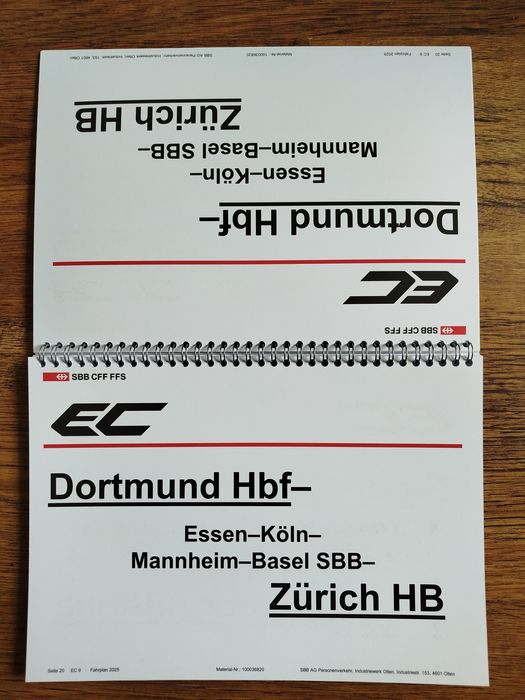 Seite 20 EC 9 Fahrplan 2025 Material-Nr.: 100036820 SBB AG Personenverkehr, Industriewerk Olten, Industriestr. 153, 4601 Olten
Zürich HB
Mannheim–Basel SBB–
Essen–Köln–
Dortmund Hbf–
EC
SBB CFF FFS
SBB CFF FFS
EC
Dortmund Hbf–
Essen–Köln–
Mannheim–Basel SBB–
Zürich HB
Seite 20 EC 9 Fahrplan 2025 Material-Nr.: 100036820 SBB AG Personenverkehr, Industriewerk Olten, Industriestr. 153, 4601 Olten